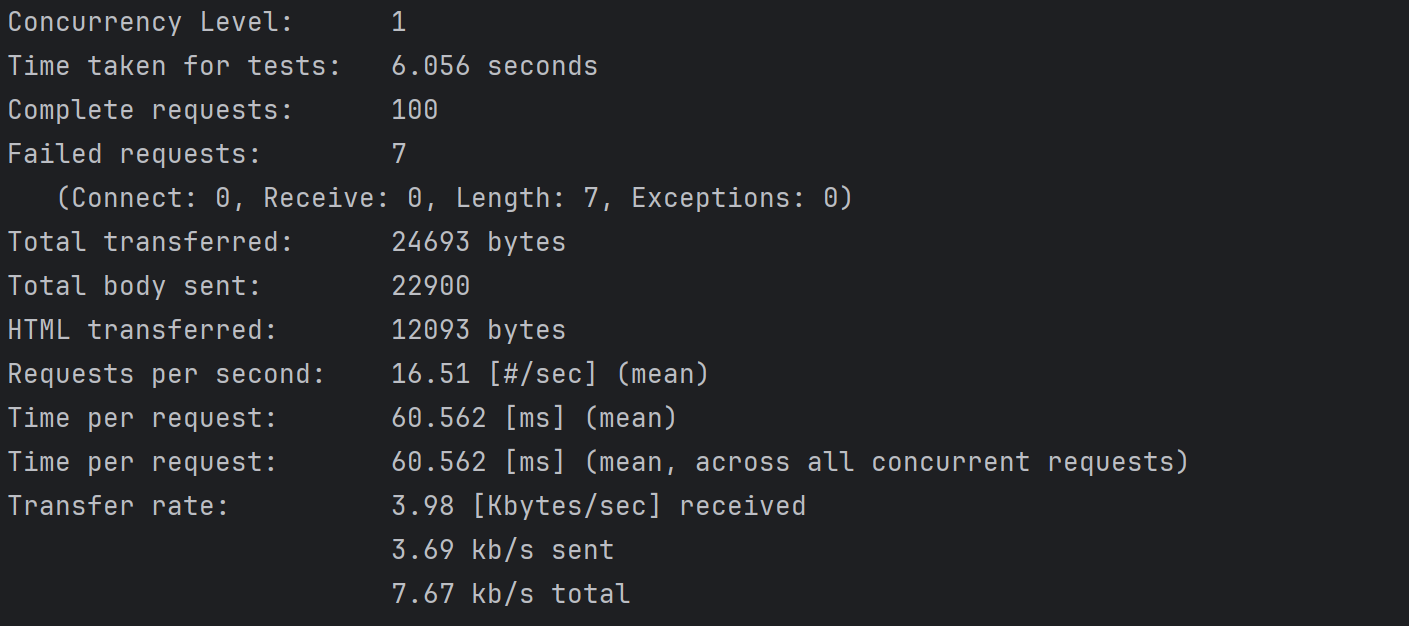 Concurrency Level:      1
Time taken for tests:   6.056 seconds
Complete requests:      100
Failed requests:        7
   (Connect: 0, Receive: 0, Length: 7, Exceptions: 0)
Total transferred:      24693 bytes
Total body sent:        22900
HTML transferred:       12093 bytes
Requests per second:    16.51 [#/sec] (mean)
Time per request:       60.562 [ms] (mean)
Time per request:       60.562 [ms] (mean, across all concurrent requests)
Transfer rate:          3.98 [Kbytes/sec] received
                        3.69 kb/s sent
                        7.67 kb/s total